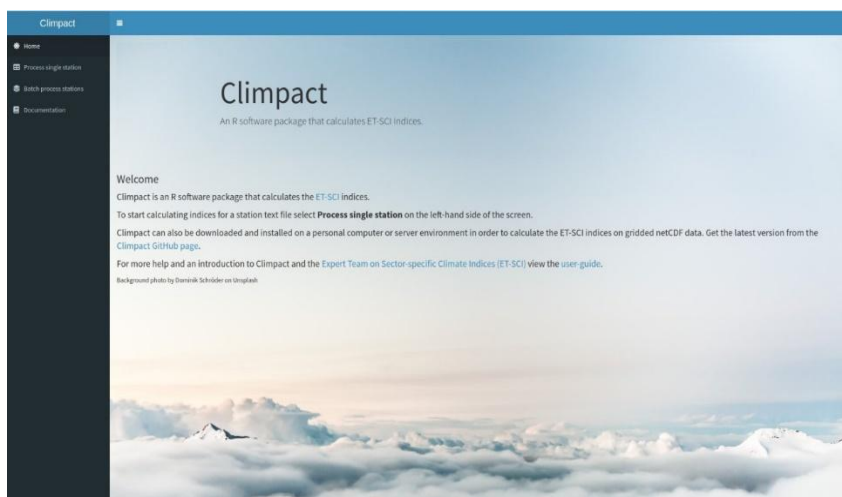 Climpact
Home
Process single station
Batch process stations
Documentation
Climpact
An R software package that calculates ET-SCI indices.
Welcome
Climpact is an R software package that calculates the ET-SCI indices.
To start calculating indices for a station text file select Process single station on the left-hand side of the screen.
Climpact can also be downloaded and installed on a personal computer or server environment in order to calculate the ET-SCI indices on gridded netCDF data. Get the latest version from the
Climpact GitHub page.
For more help and an introduction to Climpact and the Expert Team on Sector-specific Climate Indices (ET-SCI) view the user-guide.
Background photo by Dominik Schröder on Unsplash